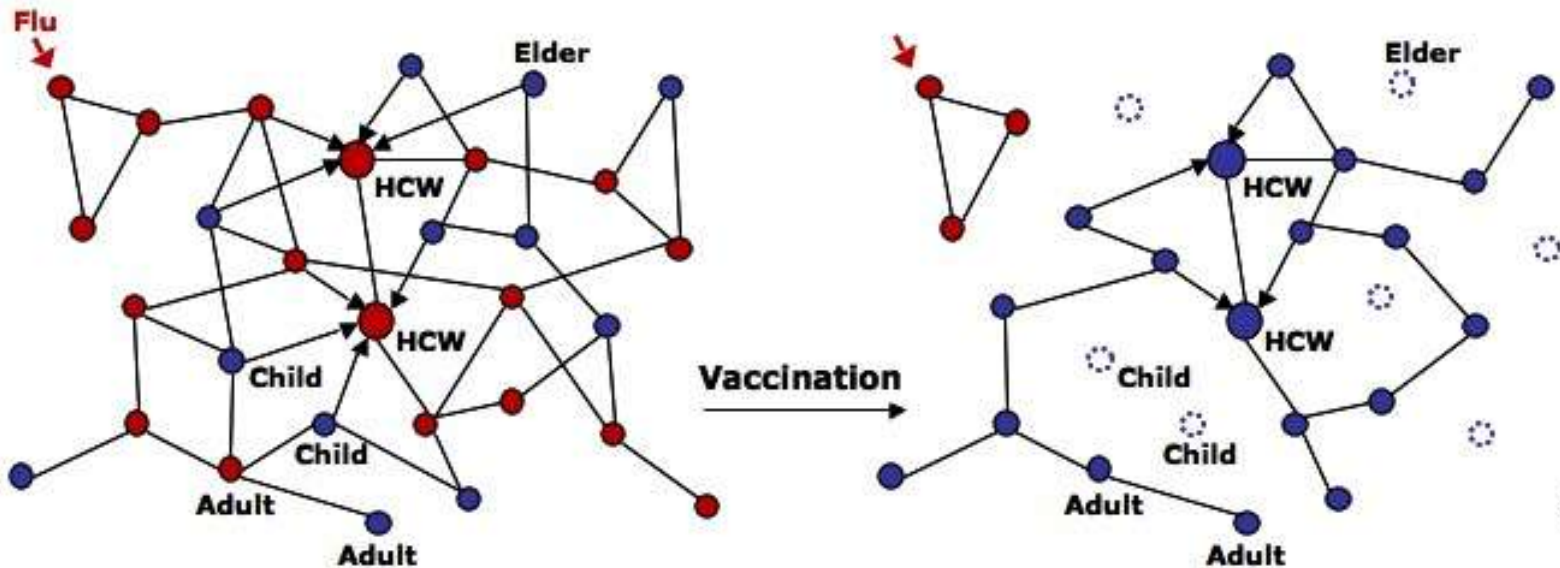 Flu
Elder
HCW
HCW
Child
Child
Adult
Adult
Vaccination
Elder
HCW
HCW
Child
Child
Adult
Adult